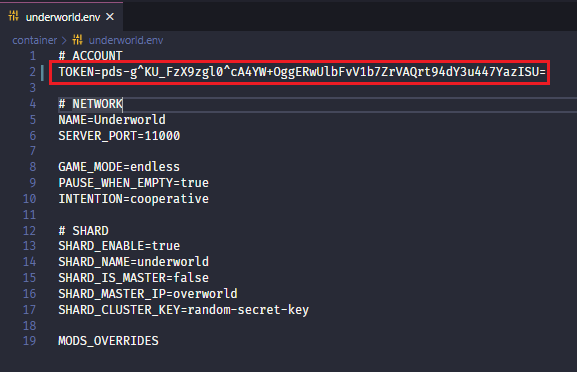 underworld.env ×
container > underworld.env
1 # ACCOUNT
2 TOKEN=pds-g^KU_FzX9zgl0^cA4YW+OggERwUlbFvV1b7ZrVAQrt94dY3u447YazISU=
3
4 # NETWORK
5 NAME=Underworld
6 SERVER_PORT=11000
7
8 GAME_MODE=endless
9 PAUSE_WHEN_EMPTY=true
10 INTENTION=cooperative
11
12 # SHARD
13 SHARD_ENABLE=true
14 SHARD_NAME=underworld
15 SHARD_IS_MASTER=false
16 SHARD_MASTER_IP=overworld
17 SHARD_CLUSTER_KEY=random-secret-key
18
19 MODS_OVERRIDES